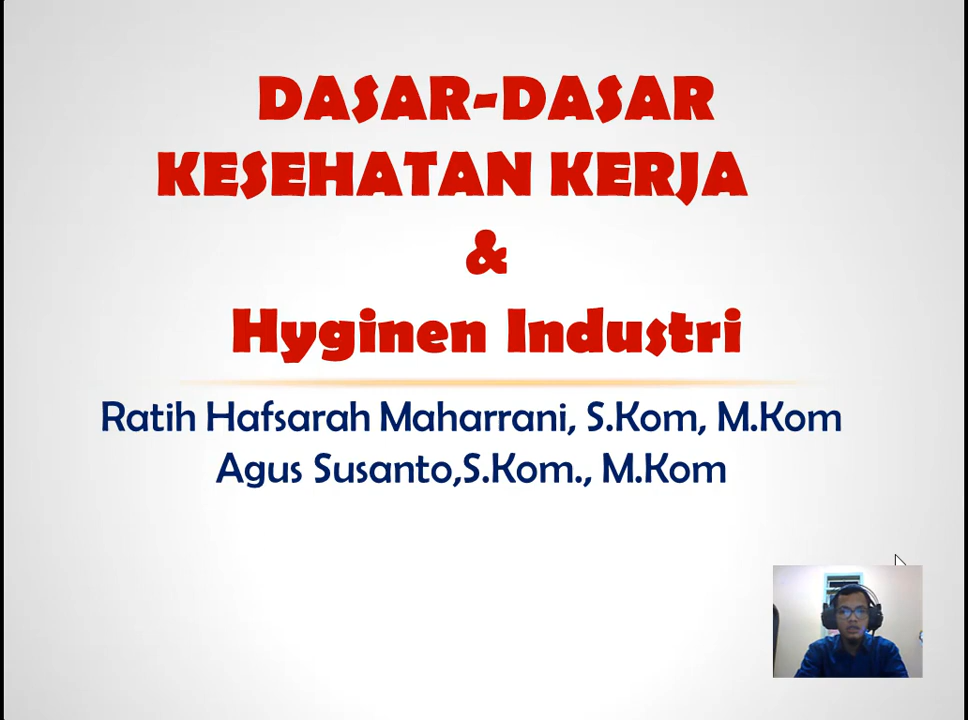 DASAR-DASAR
KESEHATAN KERJA
&
Hyginen Industri
Ratih Hafsarah Maharrani, S.Kom, M.Kom
Agus Susanto,S.Kom., M.Kom